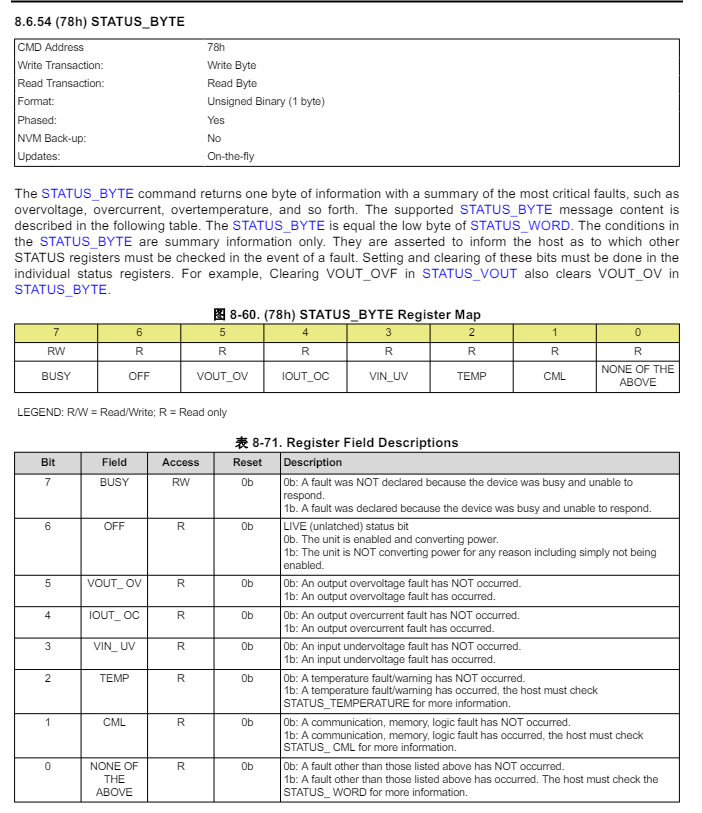 8.6.54 (78h) STATUS_BYTE
CMD Address 78h
Write Transaction: Write Byte
Read Transaction: Read Byte
Format: Unsigned Binary (1 byte)
Phased: Yes
NVM Back-up: No
Updates: On-the-fly
The STATUS_BYTE command returns one byte of information with a summary of the most critical faults, such as
overvoltage, overcurrent, overtemperature, and so forth. The supported STATUS_BYTE message content is
described in the following table. The STATUS_BYTE is equal the low byte of STATUS_WORD. The conditions in
the STATUS_BYTE are summary information only. They are asserted to inform the host as to which other
STATUS registers must be checked in the event of a fault. Setting and clearing of these bits must be done in the
individual status registers. For example, Clearing VOUT_OVF in STATUS_VOUT also clears VOUT_OV in
STATUS_BYTE.
图 8-60. (78h) STATUS_BYTE Register Map
7 6 5 4 3 2 1 0
RW R R R R R R R
BUSY OFF VOUT_OV IOUT_OC VIN_UV TEMP CML NONE OF THE
ABOVE
LEGEND: R/W = Read/Write; R = Read only
表 8-71. Register Field Descriptions
Bit Field Access Reset Description
7 BUSY RW 0b 0b: A fault was NOT declared because the device was busy and unable to
respond.
1b. A fault was declared because the device was busy and unable to respond.
6 OFF R 0b LIVE (unlatched) status bit
0b. The unit is enabled and converting power.
1b: The unit is NOT converting power for any reason including simply not being
enabled.
5 VOUT_ OV R 0b 0b: An output overvoltage fault has NOT occurred.
1b: An output overvoltage fault has occurred.
4 IOUT_ OC R 0b 0b: An output overcurrent fault has NOT occurred.
1b: An output overcurrent fault has occurred.
3 VIN_ UV R 0b 0b: An input undervoltage fault has NOT occurred.
1b: An input undervoltage fault has occurred.
2 TEMP R 0b 0b: A temperature fault/warning has NOT occurred.
1b: A temperature fault/warning has occurred, the host must check
STATUS_TEMPERATURE for more information.
1 CML R 0b 0b: A communication, memory, logic fault has NOT occurred.
1b: A communication, memory, logic fault has occurred, the host must check
STATUS_ CML for more information.
0 NONE OF R 0b 0b: A fault other than those listed above has NOT occurred.
THE 1b: A fault other than those listed above has occurred. The host must check the
ABOVE STATUS_ WORD for more information.